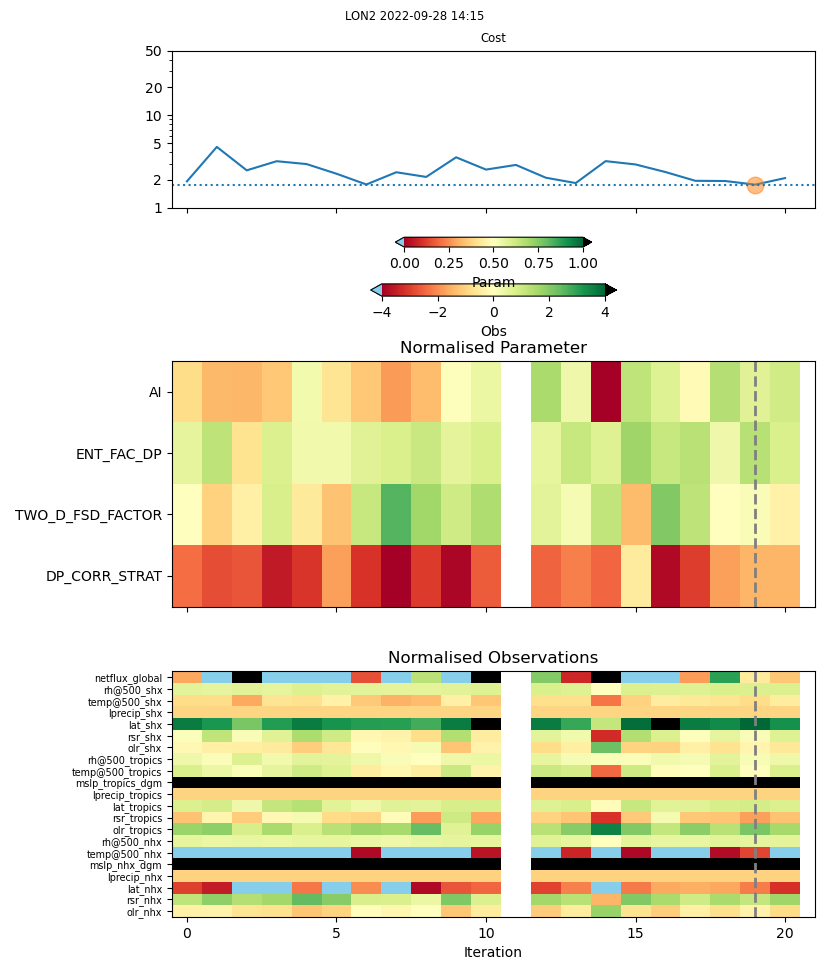 LON2 2022-09-28 14:15
Cost
50
20
10
5
2
1
0.00 0.25 0.50 0.75 1.00
Param
−4 −2 0 2 4
Obs
Normalised Parameter
AI
ENT_FAC_DP
TWO_D_FSD_FACTOR
DP_CORR_STRAT
Normalised Observations
netflux_global
rh@500_shx
temp@500_shx
lprecip_shx
lat_shx
rsr_shx
olr_shx
rh@500_tropics
temp@500_tropics
mslp_tropics_dgm
lprecip_tropics
lat_tropics
rsr_tropics
olr_tropics
rh@500_nhx
temp@500_nhx
mslp_nhx_dgm
lprecip_nhx
lat_nhx
rsr_nhx
olr_nhx
0 5 10 15 20
Iteration